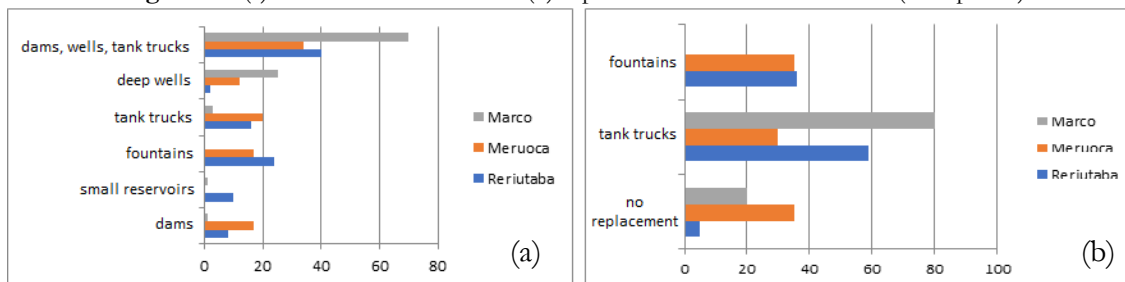 dams, wells, tank trucks
deep wells
tank trucks
fountains
small reservoirs
dams
0 20 40 60 80
Marco
Meruoca
Reriutaba
(a)
fountains
tank trucks
no
replacement
0 20 40 60 80 100
Marco
Meruoca
Reriutaba
(b)